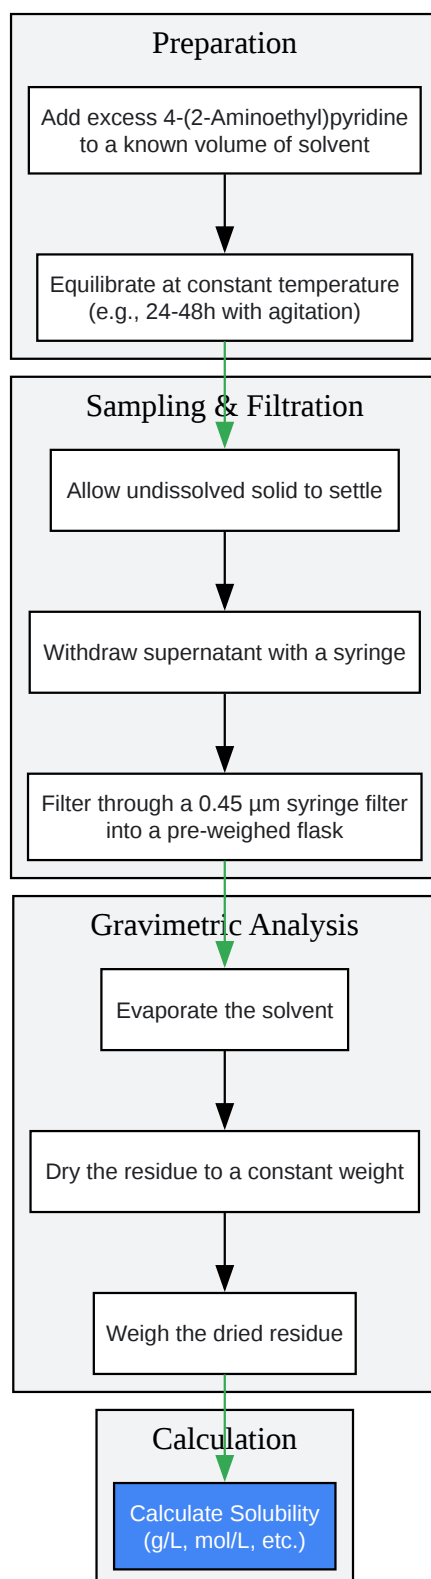 Preparation
Add excess 4-(2-Aminoethyl)pyridine
to a known volume of solvent
Equilibrate at constant temperature
(e.g., 24-48h with agitation)
Sampling & Filtration
Allow undissolved solid to settle
Withdraw supernatant with a syringe
Filter through a 0.45 µm syringe filter
into a pre-weighed flask
Gravimetric Analysis
Evaporate the solvent
Dry the residue to a constant weight
Weigh the dried residue
Calculation
Calculate Solubility
(g/L, mol/L, etc.)